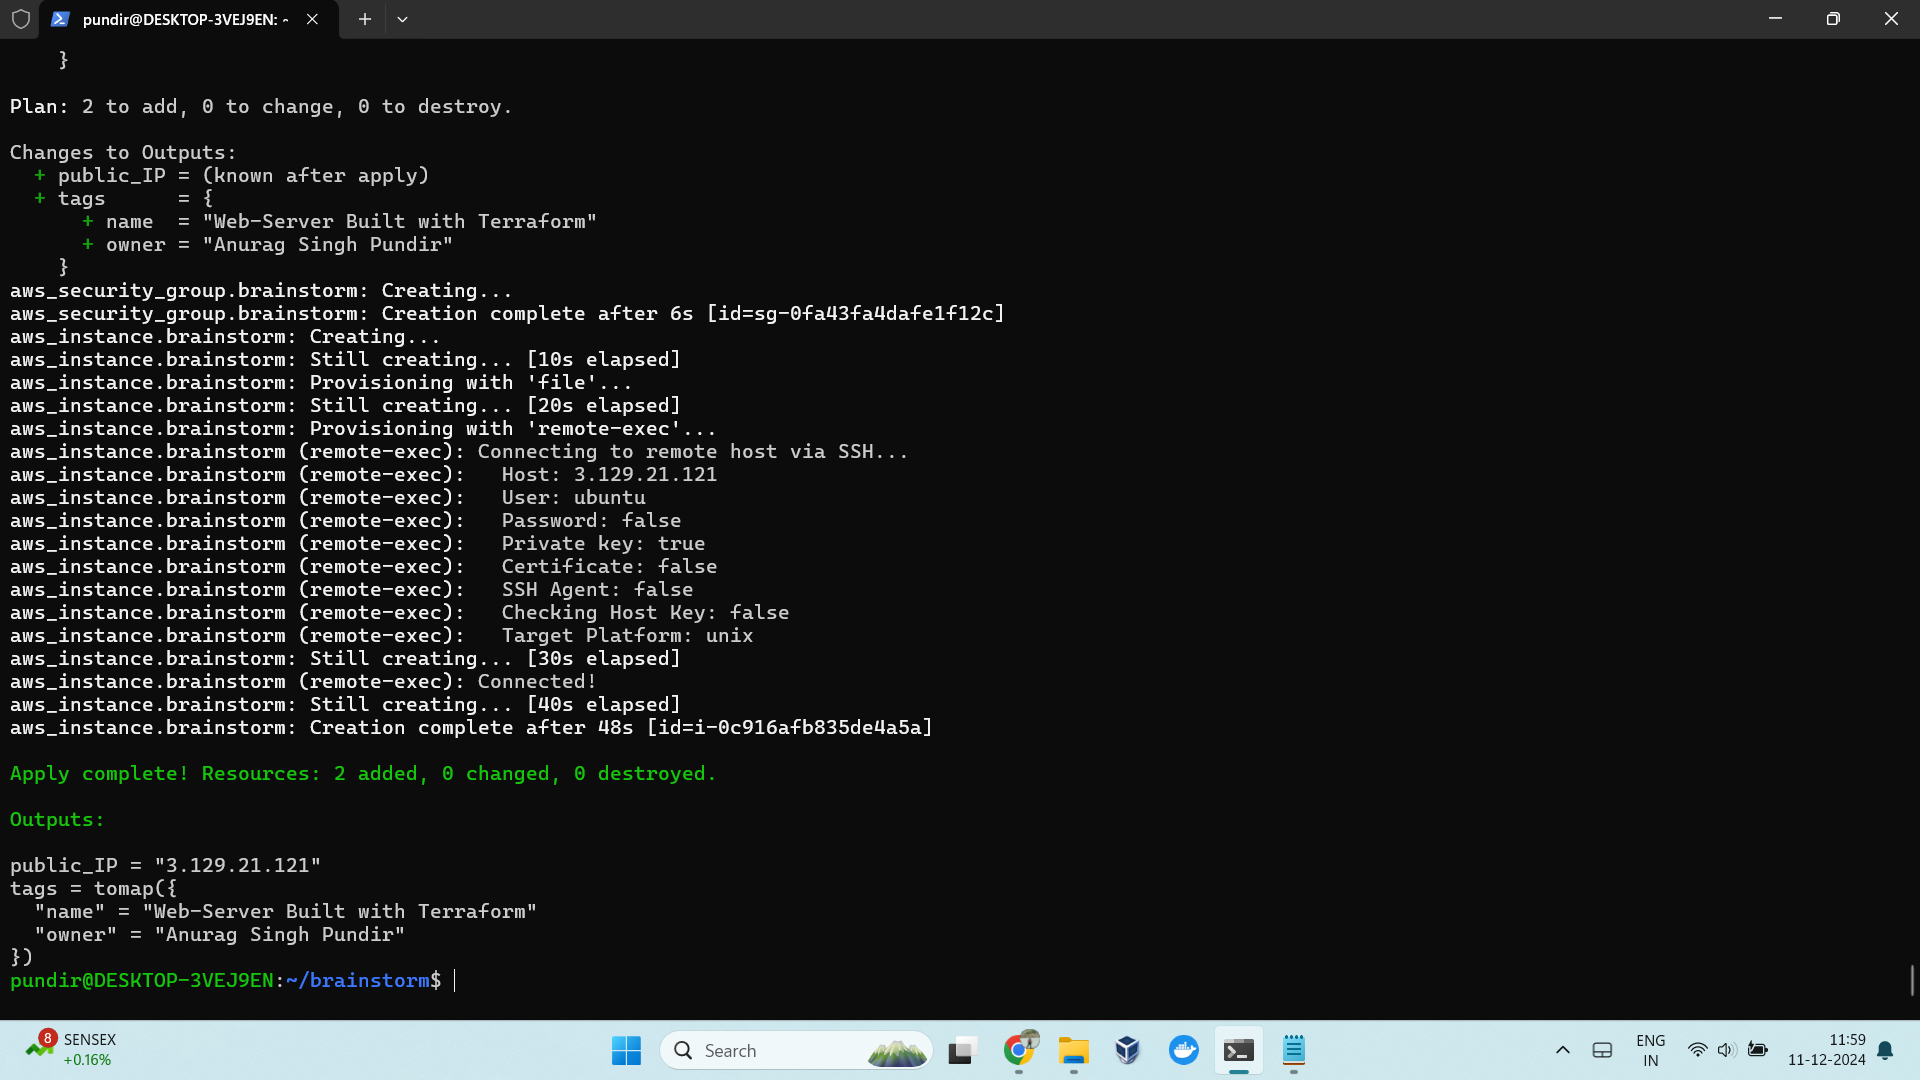 pundir@DESKTOP-3VEJ9EN: ~
}
Plan: 2 to add, 0 to change, 0 to destroy.
Changes to Outputs:
+ public_IP = (known after apply)
+ tags = {
+ name = "Web-Server Built with Terraform"
+ owner = "Anurag Singh Pundir"
}
aws_security_group.brainstorm: Creating...
aws_security_group.brainstorm: Creation complete after 6s [id=sg-0fa43fa4dafe1f12c]
aws_instance.brainstorm: Creating...
aws_instance.brainstorm: Still creating... [10s elapsed]
aws_instance.brainstorm: Provisioning with 'file'...
aws_instance.brainstorm: Still creating... [20s elapsed]
aws_instance.brainstorm: Provisioning with 'remote-exec'...
aws_instance.brainstorm (remote-exec): Connecting to remote host via SSH...
aws_instance.brainstorm (remote-exec):   Host: 3.129.21.121
aws_instance.brainstorm (remote-exec):   User: ubuntu
aws_instance.brainstorm (remote-exec):   Password: false
aws_instance.brainstorm (remote-exec):   Private key: true
aws_instance.brainstorm (remote-exec):   Certificate: false
aws_instance.brainstorm (remote-exec):   SSH Agent: false
aws_instance.brainstorm (remote-exec):   Checking Host Key: false
aws_instance.brainstorm (remote-exec):   Target Platform: unix
aws_instance.brainstorm: Still creating... [30s elapsed]
aws_instance.brainstorm (remote-exec): Connected!
aws_instance.brainstorm: Still creating... [40s elapsed]
aws_instance.brainstorm: Creation complete after 48s [id=i-0c916afb835de4a5a]
Apply complete! Resources: 2 added, 0 changed, 0 destroyed.
Outputs:
public_IP = "3.129.21.121"
tags = tomap({
"name" = "Web-Server Built with Terraform"
"owner" = "Anurag Singh Pundir"
})
pundir@DESKTOP-3VEJ9EN:~/brainstorm$
8
SENSEX
+0.16%
Search
ENG
IN
11:59
11-12-2024